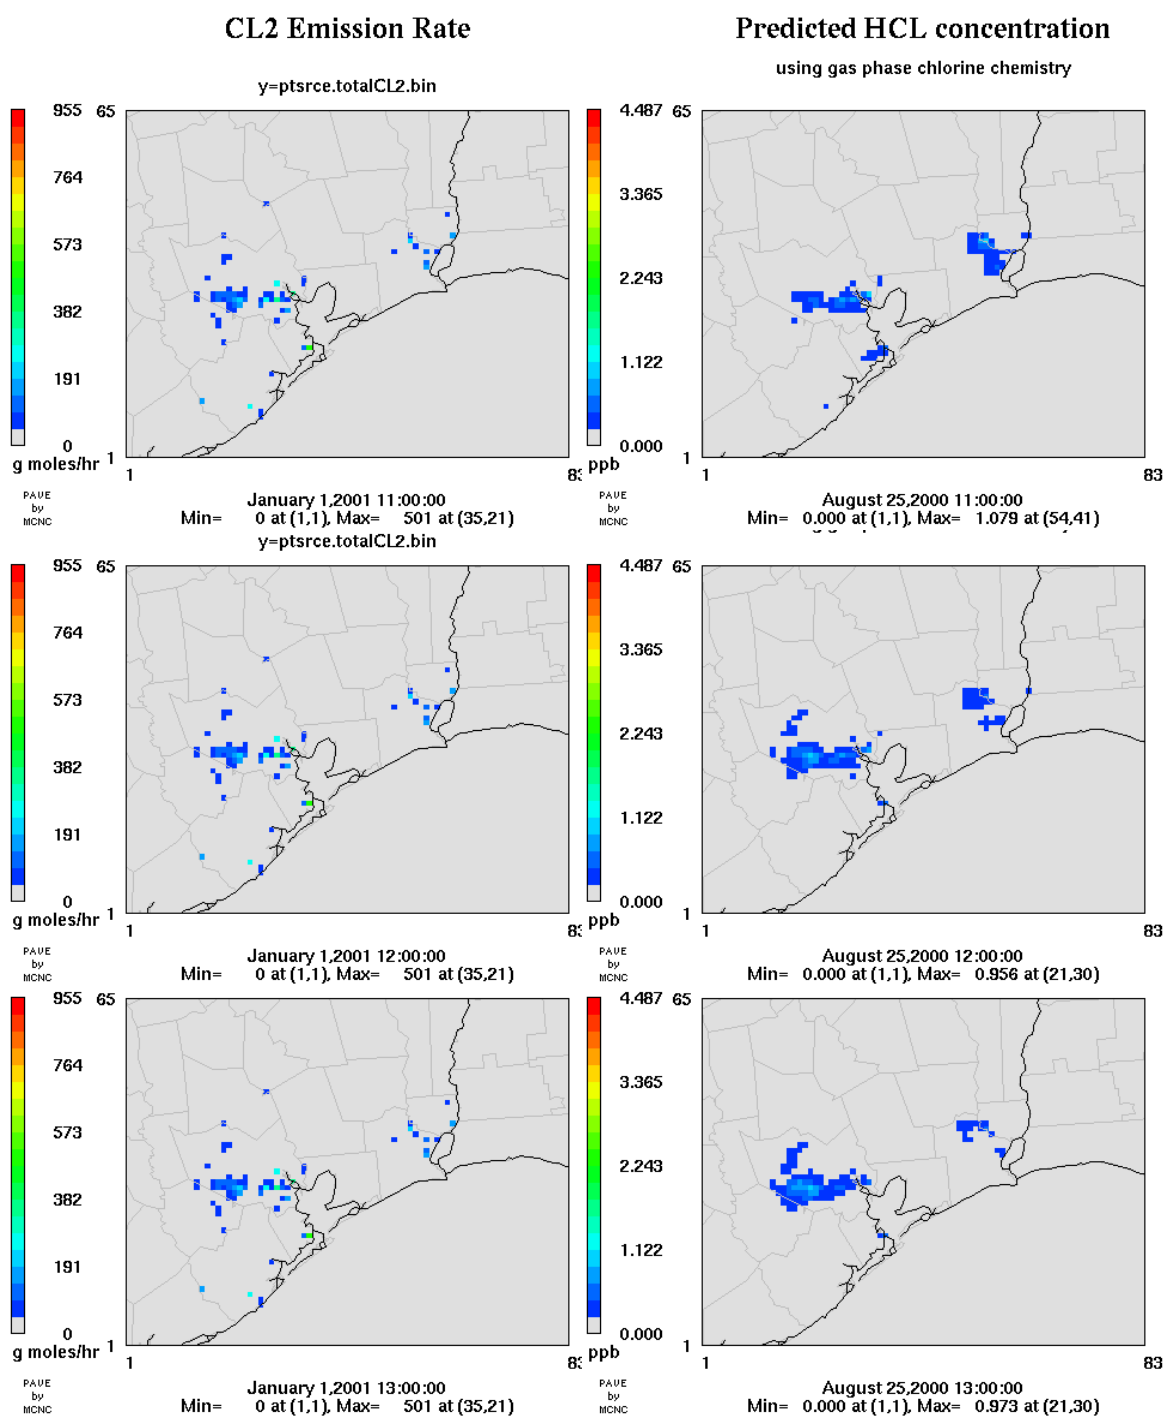 CL2 Emission Rate
Predicted HCL concentration
using gas phase chlorine chemistry
y=ptsrce.totalCL2.bin
955
764
573
382
191
0
g moles/hr
65
1
1
83
PAVE
by
MCNC
January 1,2001 11:00:00
Min= 0 at (1,1), Max= 501 at (35,21)
4.487
3.365
2.243
1.122
0.000
ppb
65
1
1
83
PAVE
by
MCNC
August 25,2000 11:00:00
Min= 0.000 at (1,1), Max= 1.079 at (54,41)
y=ptsrce.totalCL2.bin
955
764
573
382
191
0
g moles/hr
65
1
1
83
PAVE
by
MCNC
January 1,2001 12:00:00
Min= 0 at (1,1), Max= 501 at (35,21)
4.487
3.365
2.243
1.122
0.000
ppb
65
1
1
83
PAVE
by
MCNC
August 25,2000 12:00:00
Min= 0.000 at (1,1), Max= 0.956 at (21,30)
955
764
573
382
191
0
g moles/hr
65
1
1
83
PAVE
by
MCNC
January 1,2001 13:00:00
Min= 0 at (1,1), Max= 501 at (35,21)
4.487
3.365
2.243
1.122
0.000
ppb
65
1
1
83
PAVE
by
MCNC
August 25,2000 13:00:00
Min= 0.000 at (1,1), Max= 0.973 at (21,30)